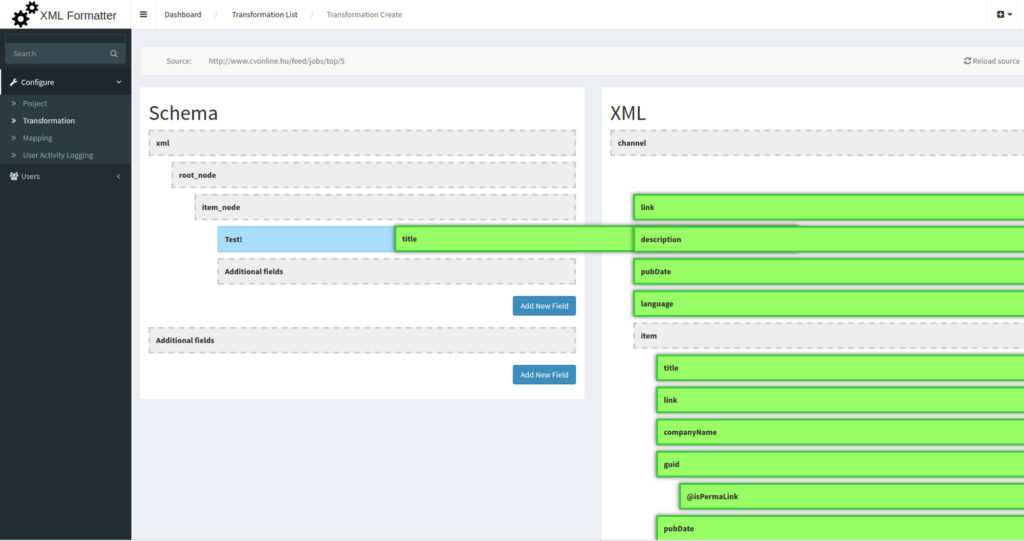 XML Formatter
Dashboard / Transformation List / Transformation Create
Search
Source: http://www.cvonline.hu/feed/jobs/top/5 Reload source
Configure
Project
Transformation
Mapping
User Activity Logging
Users
Schema
xml
root_node
item_node
Test!
title
Additional fields
Add New Field
Additional fields
Add New Field
XML
channel
link
description
pubDate
language
item
title
link
companyName
guid
@isPermaLink
pubDate